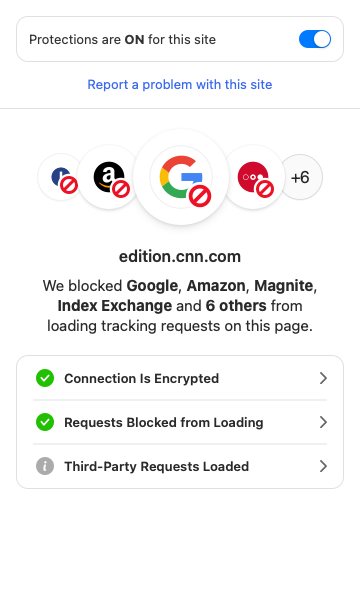 Protections are ON for this site
Report a problem with this site
+6
edition.cnn.com
We blocked Google, Amazon, Magnite,
Index Exchange and 6 others from
loading tracking requests on this page.
Connection Is Encrypted
Requests Blocked from Loading
Third-Party Requests Loaded